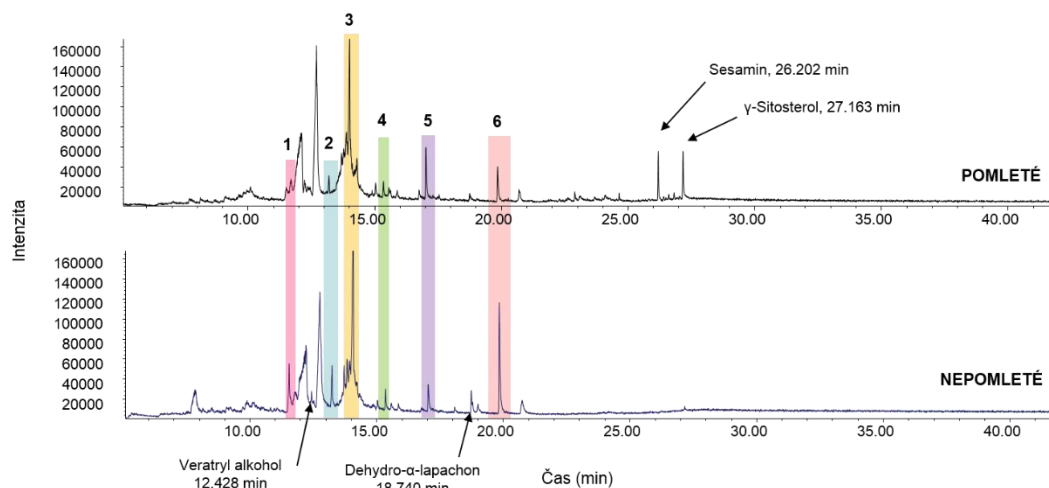 3
160000
140000
120000
100000
80000
60000
40000
20000
1
2
4
5
6
Sesamin, 26.202 min
γ-Sitosterol, 27.163 min
POMLETÉ
10.00 15.00 20.00 25.00 30.00 35.00 40.00
Intenzita
160000
140000
120000
100000
80000
60000
40000
20000
NEPOMLETÉ
10.00 15.00 20.00 25.00 30.00 35.00 40.00
Veratryl alkohol
12.428 min
Dehydro-α-lapachon
18.740 min
Čas (min)